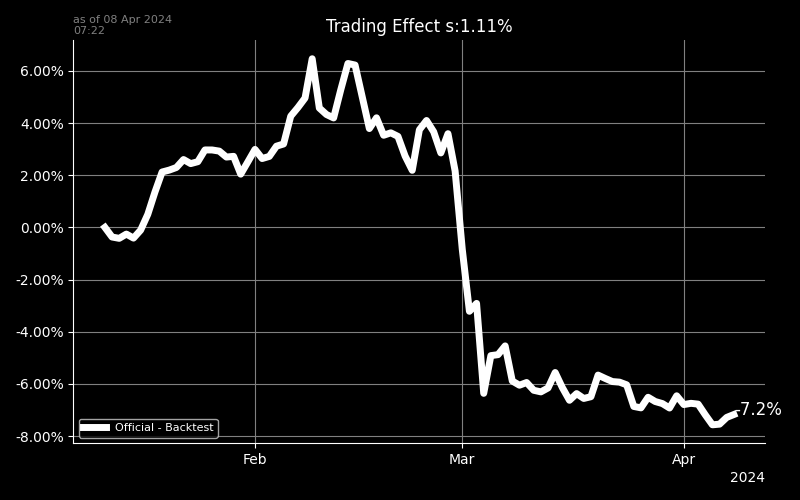 as of 08 Apr 2024
07:22
Trading Effect s:1.11%
6.00%
4.00%
2.00%
0.00%
-2.00%
-4.00%
-6.00%
-8.00%
-7.2%
Official - Backtest
Feb
Mar
Apr
2024